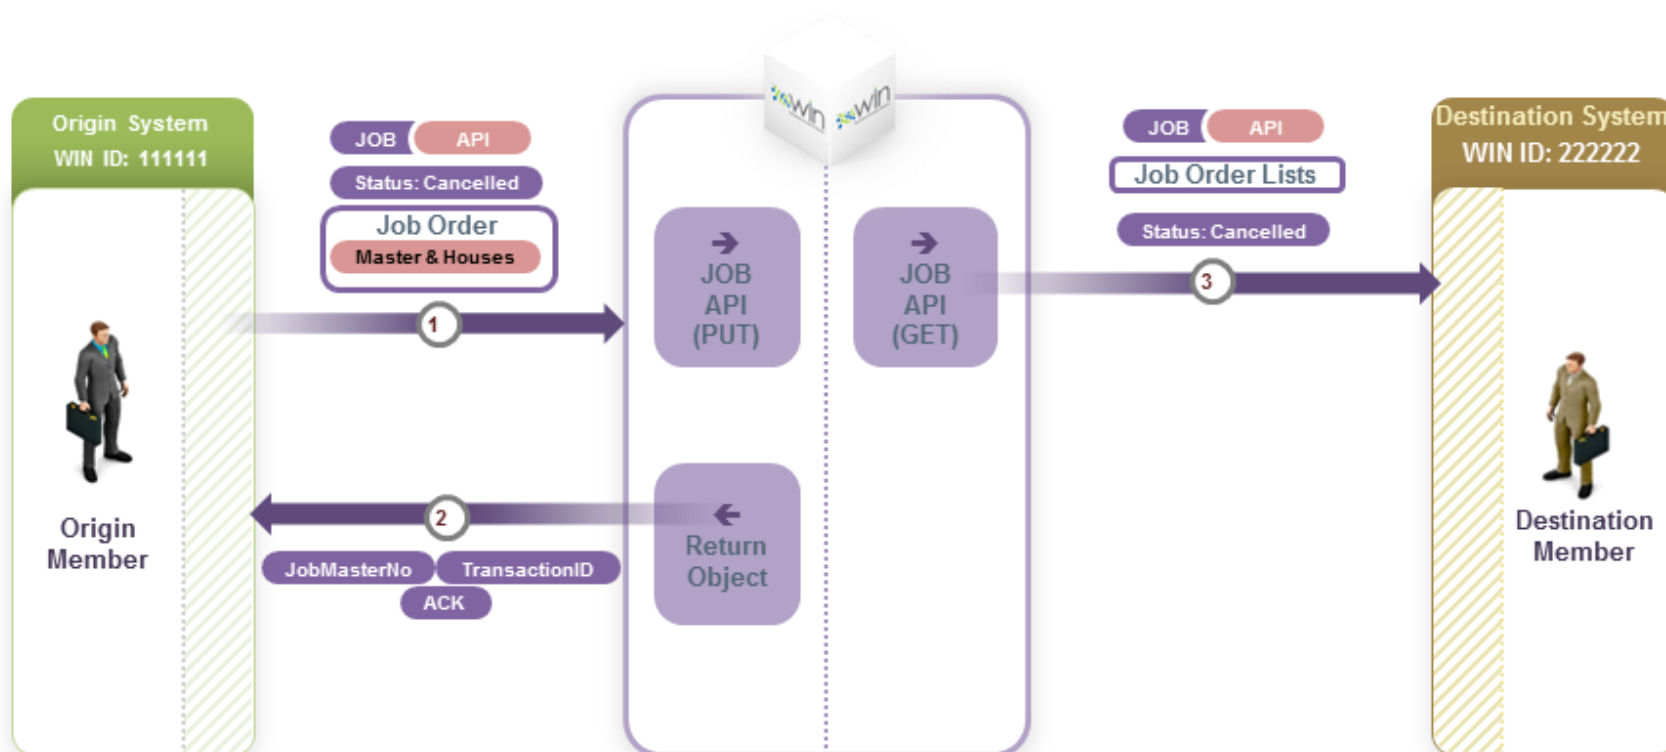 win win
Origin System
WIN ID: 111111
JOB API
Status: Cancelled
Job Order
Master & Houses
1
Origin
Member
2
JobMasterNo TransactionID
ACK
JOB
API
(PUT)
JOB
API
(GET)
Return
Object
JOB API
Job Order Lists
Status: Cancelled
3
Destination System
WIN ID: 222222
Destination
Member